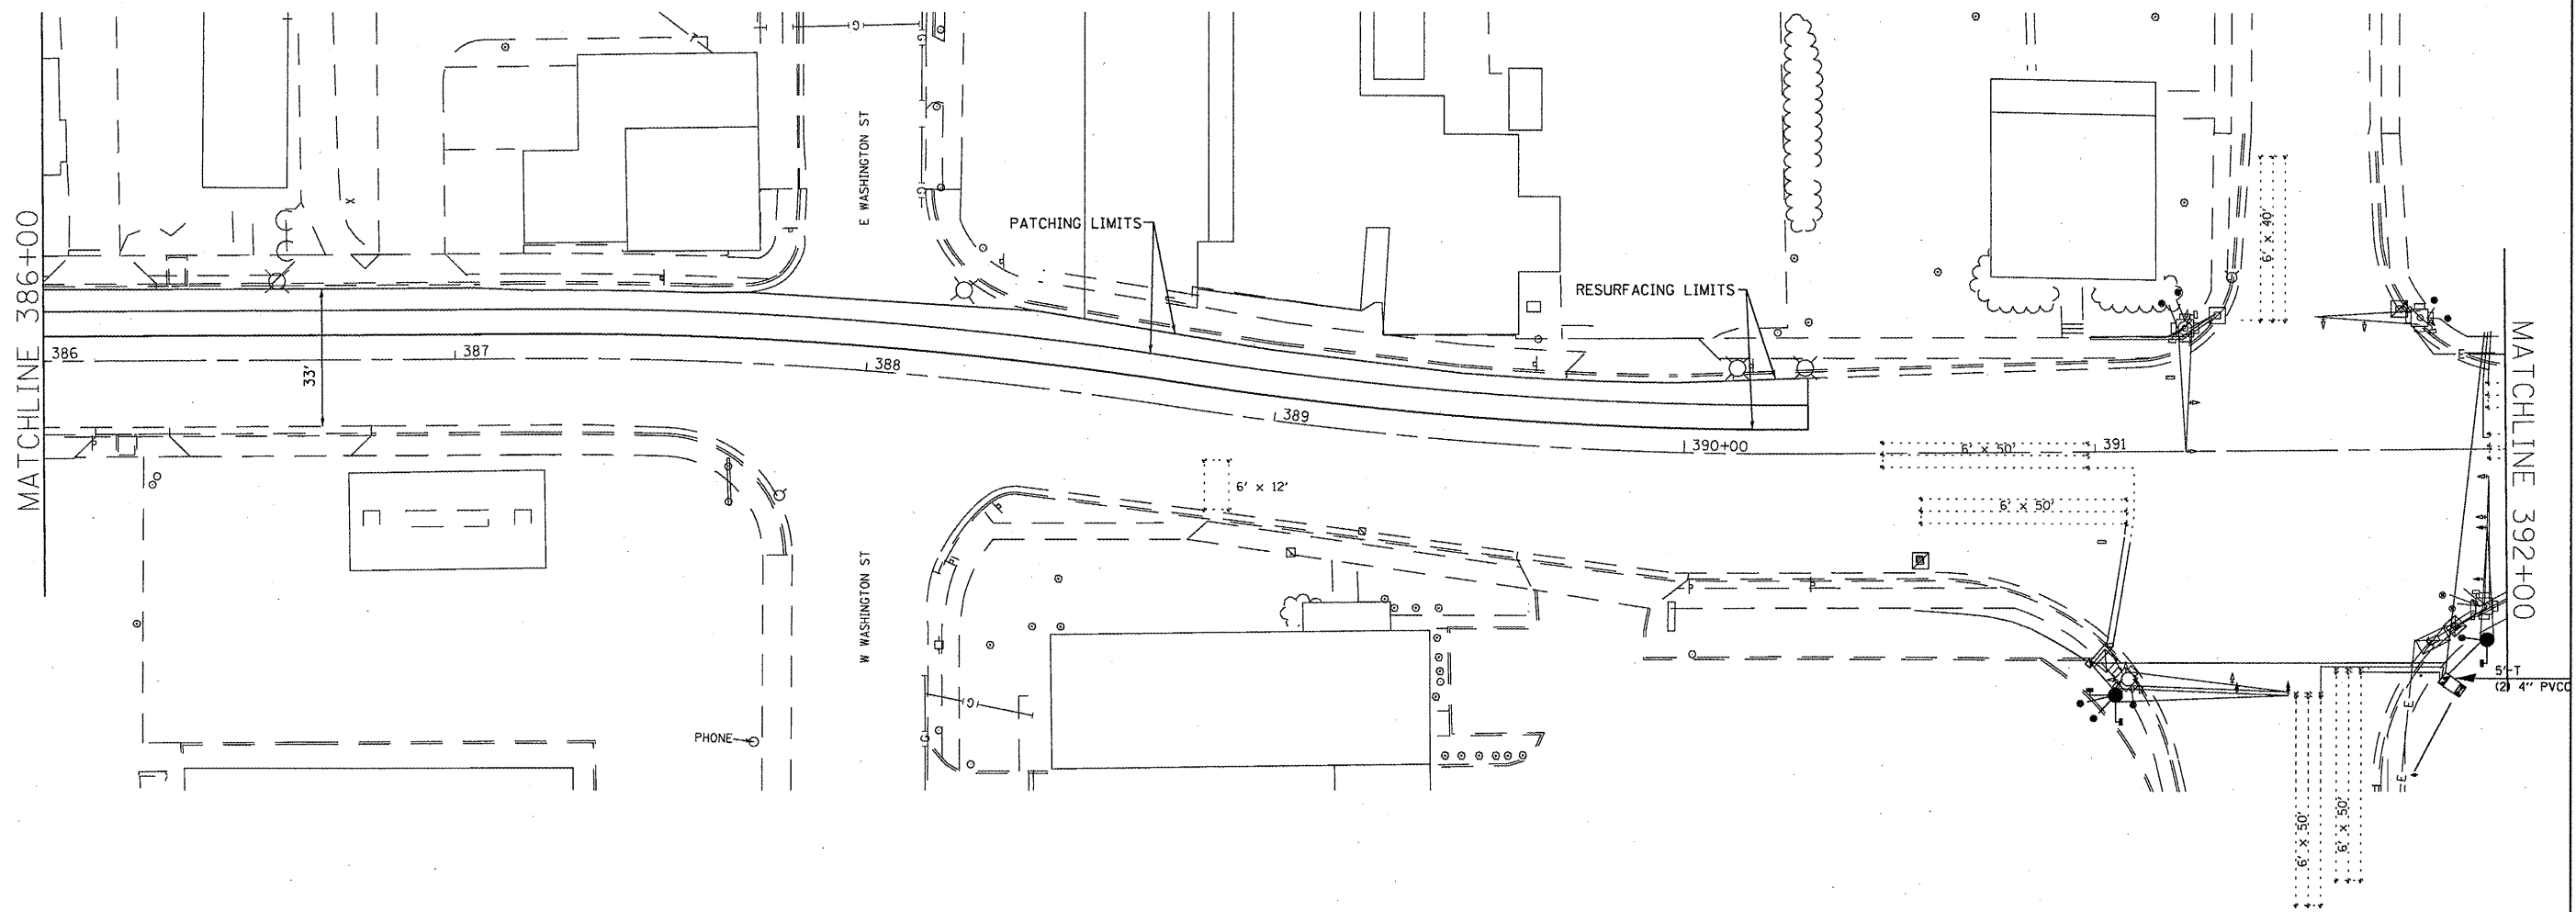 MATCHLINE 386+00
E WASHINGTON ST
G
G
G
G
X
6' X 40'
PATCHING LIMITS
RESURFACING LIMITS
33'
386
387
388
389
390+00
391
6' x 50'
6' x 12'
6' x 50'
W WASHINGTON ST
G
G
PHONE
E
E
E
5'-T
(2) 4" PVCC
6' X 50'
6' X 50'
MATCHLINE 392+00